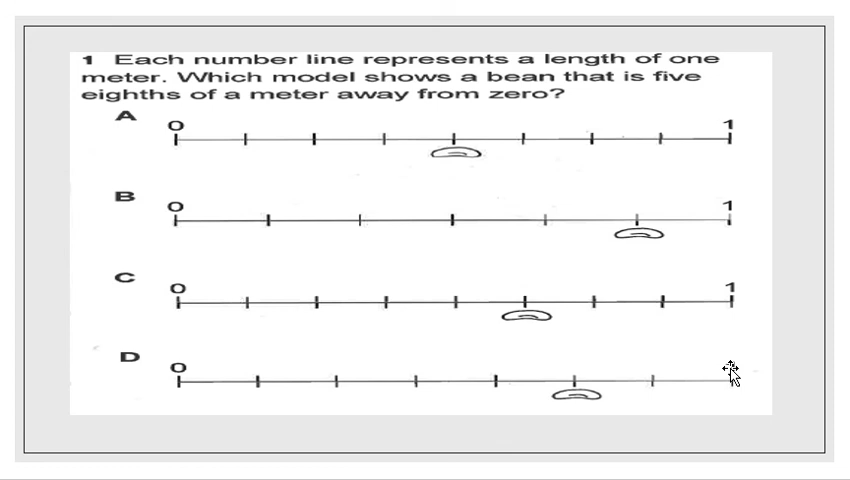 1 Each number line represents a length of one
meter. Which model shows a bean that is five
eighths of a meter away from zero?
A
0 1
B
0 1
C
0 1
D
0